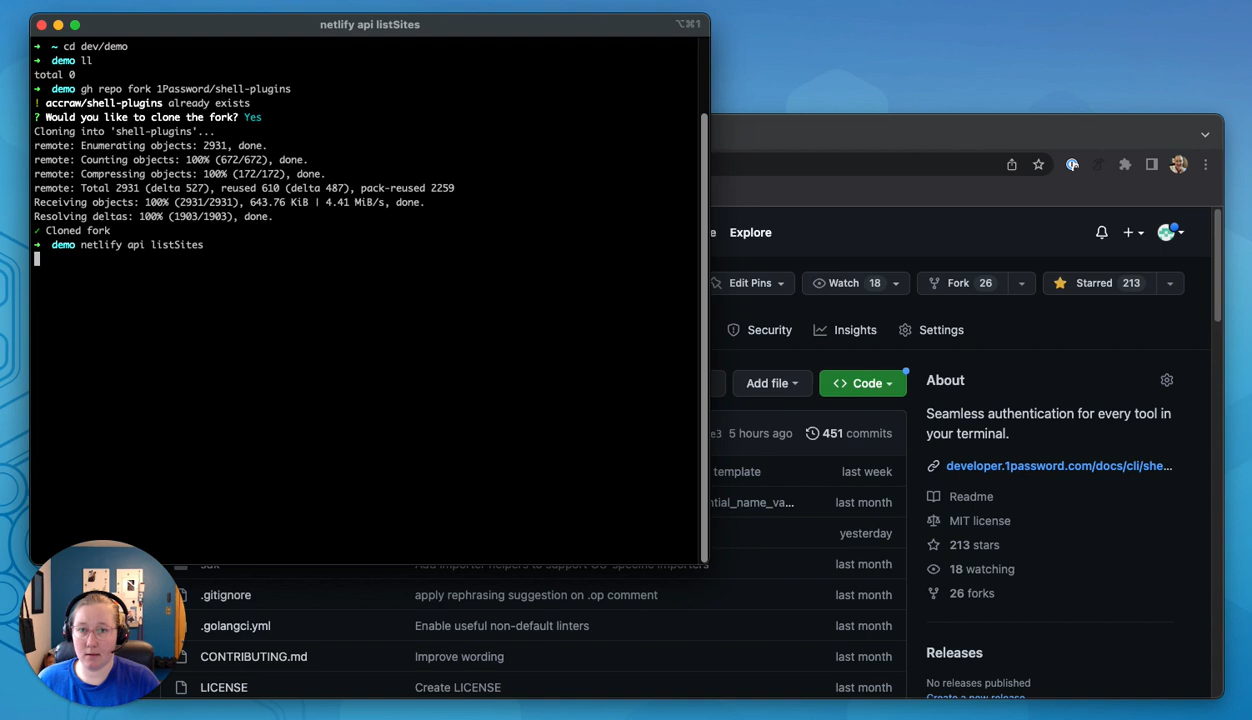 netlify api listSites
⌥⌘1
➜ ~ cd dev/demo
➜ demo ll
total 0
➜ demo gh repo fork 1Password/shell-plugins
! accraw/shell-plugins already exists
? Would you like to clone the fork? Yes
Cloning into 'shell-plugins'...
remote: Enumerating objects: 2931, done.
remote: Counting objects: 100% (672/672), done.
remote: Compressing objects: 100% (172/172), done.
remote: Total 2931 (delta 527), reused 610 (delta 487), pack-reused 2259
Receiving objects: 100% (2931/2931), 643.76 KiB | 4.41 MiB/s, done.
Resolving deltas: 100% (1903/1903), done.
✓ Cloned fork
➜ demo netlify api listSites
e Explore
Edit Pins Watch 18 Fork 26 Starred 213
Security Insights Settings
Add file <> Code
e3 5 hours ago 451 commits
template last week
ntial_name_va... last month
yesterday
.gitignore apply rephrasing suggestion on .op comment last month
.golangci.yml Enable useful non-default linters last month
CONTRIBUTING.md Improve wording last month
LICENSE Create LICENSE last month
About
Seamless authentication for every tool in
your terminal.
developer.1password.com/docs/cli/she...
Readme
MIT license
213 stars
18 watching
26 forks
Releases
No releases published
Create a new release